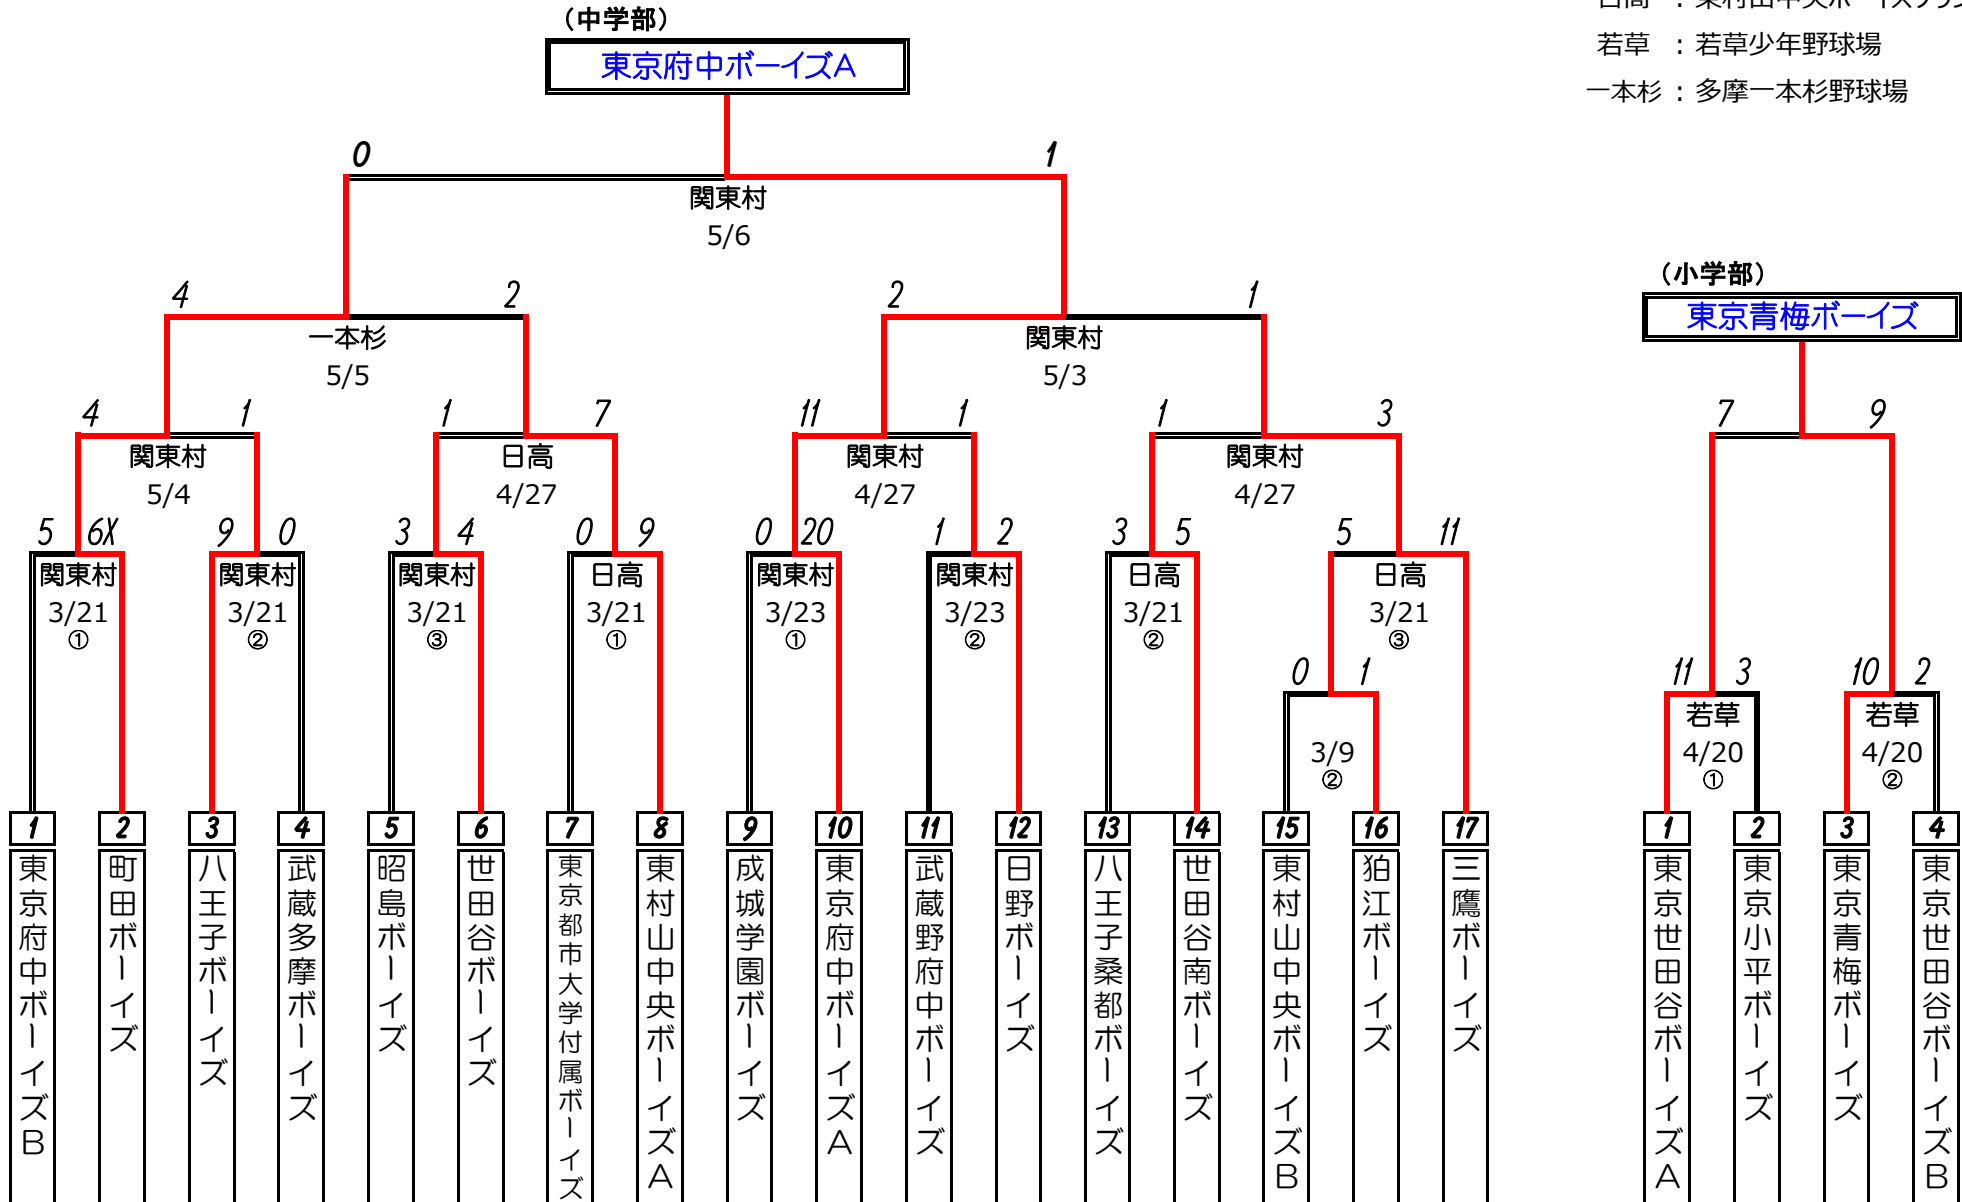 （中学部）
東京府中ボーイズA
若草 ：若草少年野球場
一本杉：多摩一本杉野球場
0 1
関東村
5/6
（小学部）
東京青梅ボーイズ
4 2 2 1
一本杉 関東村
5/5 5/3
4 1 1 7 11 1 1 3 7 9
関東村 日高 関東村 関東村
5/4 4/27 4/27 4/27
5 6X 9 0 3 4 0 9 0 20 1 2 3 5 5 11
関東村 関東村 関東村 日高 関東村 関東村 日高 日高
3/21 3/21 3/21 3/21 3/23 3/23 3/21 3/21
① ② ③ ① ① ② ② ③
0 1 11 3 10 2
若草 若草
3/9 4/20 4/20
② ① ②
1 2 3 4 5 6 7 8 9 10 11 12 13 14 15 16 17 1 2 3 4
東京府中ボーイズB
町田ボーイズ
八王子ボーイズ
武蔵多摩ボーイズ
昭島ボーイズ
世田谷ボーイズ
東京都市大学付属ボーイズ
東村山中央ボーイズA
成城学園ボーイズ
東京府中ボーイズA
武蔵野府中ボーイズ
日野ボーイズ
八王子桑都ボーイズ
世田谷南ボーイズ
東村山中央ボーイズB
狛江ボーイズ
三鷹ボーイズ
東京世田谷ボーイズA
東京小平ボーイズ
東京青梅ボーイズ
東京世田谷ボーイズB